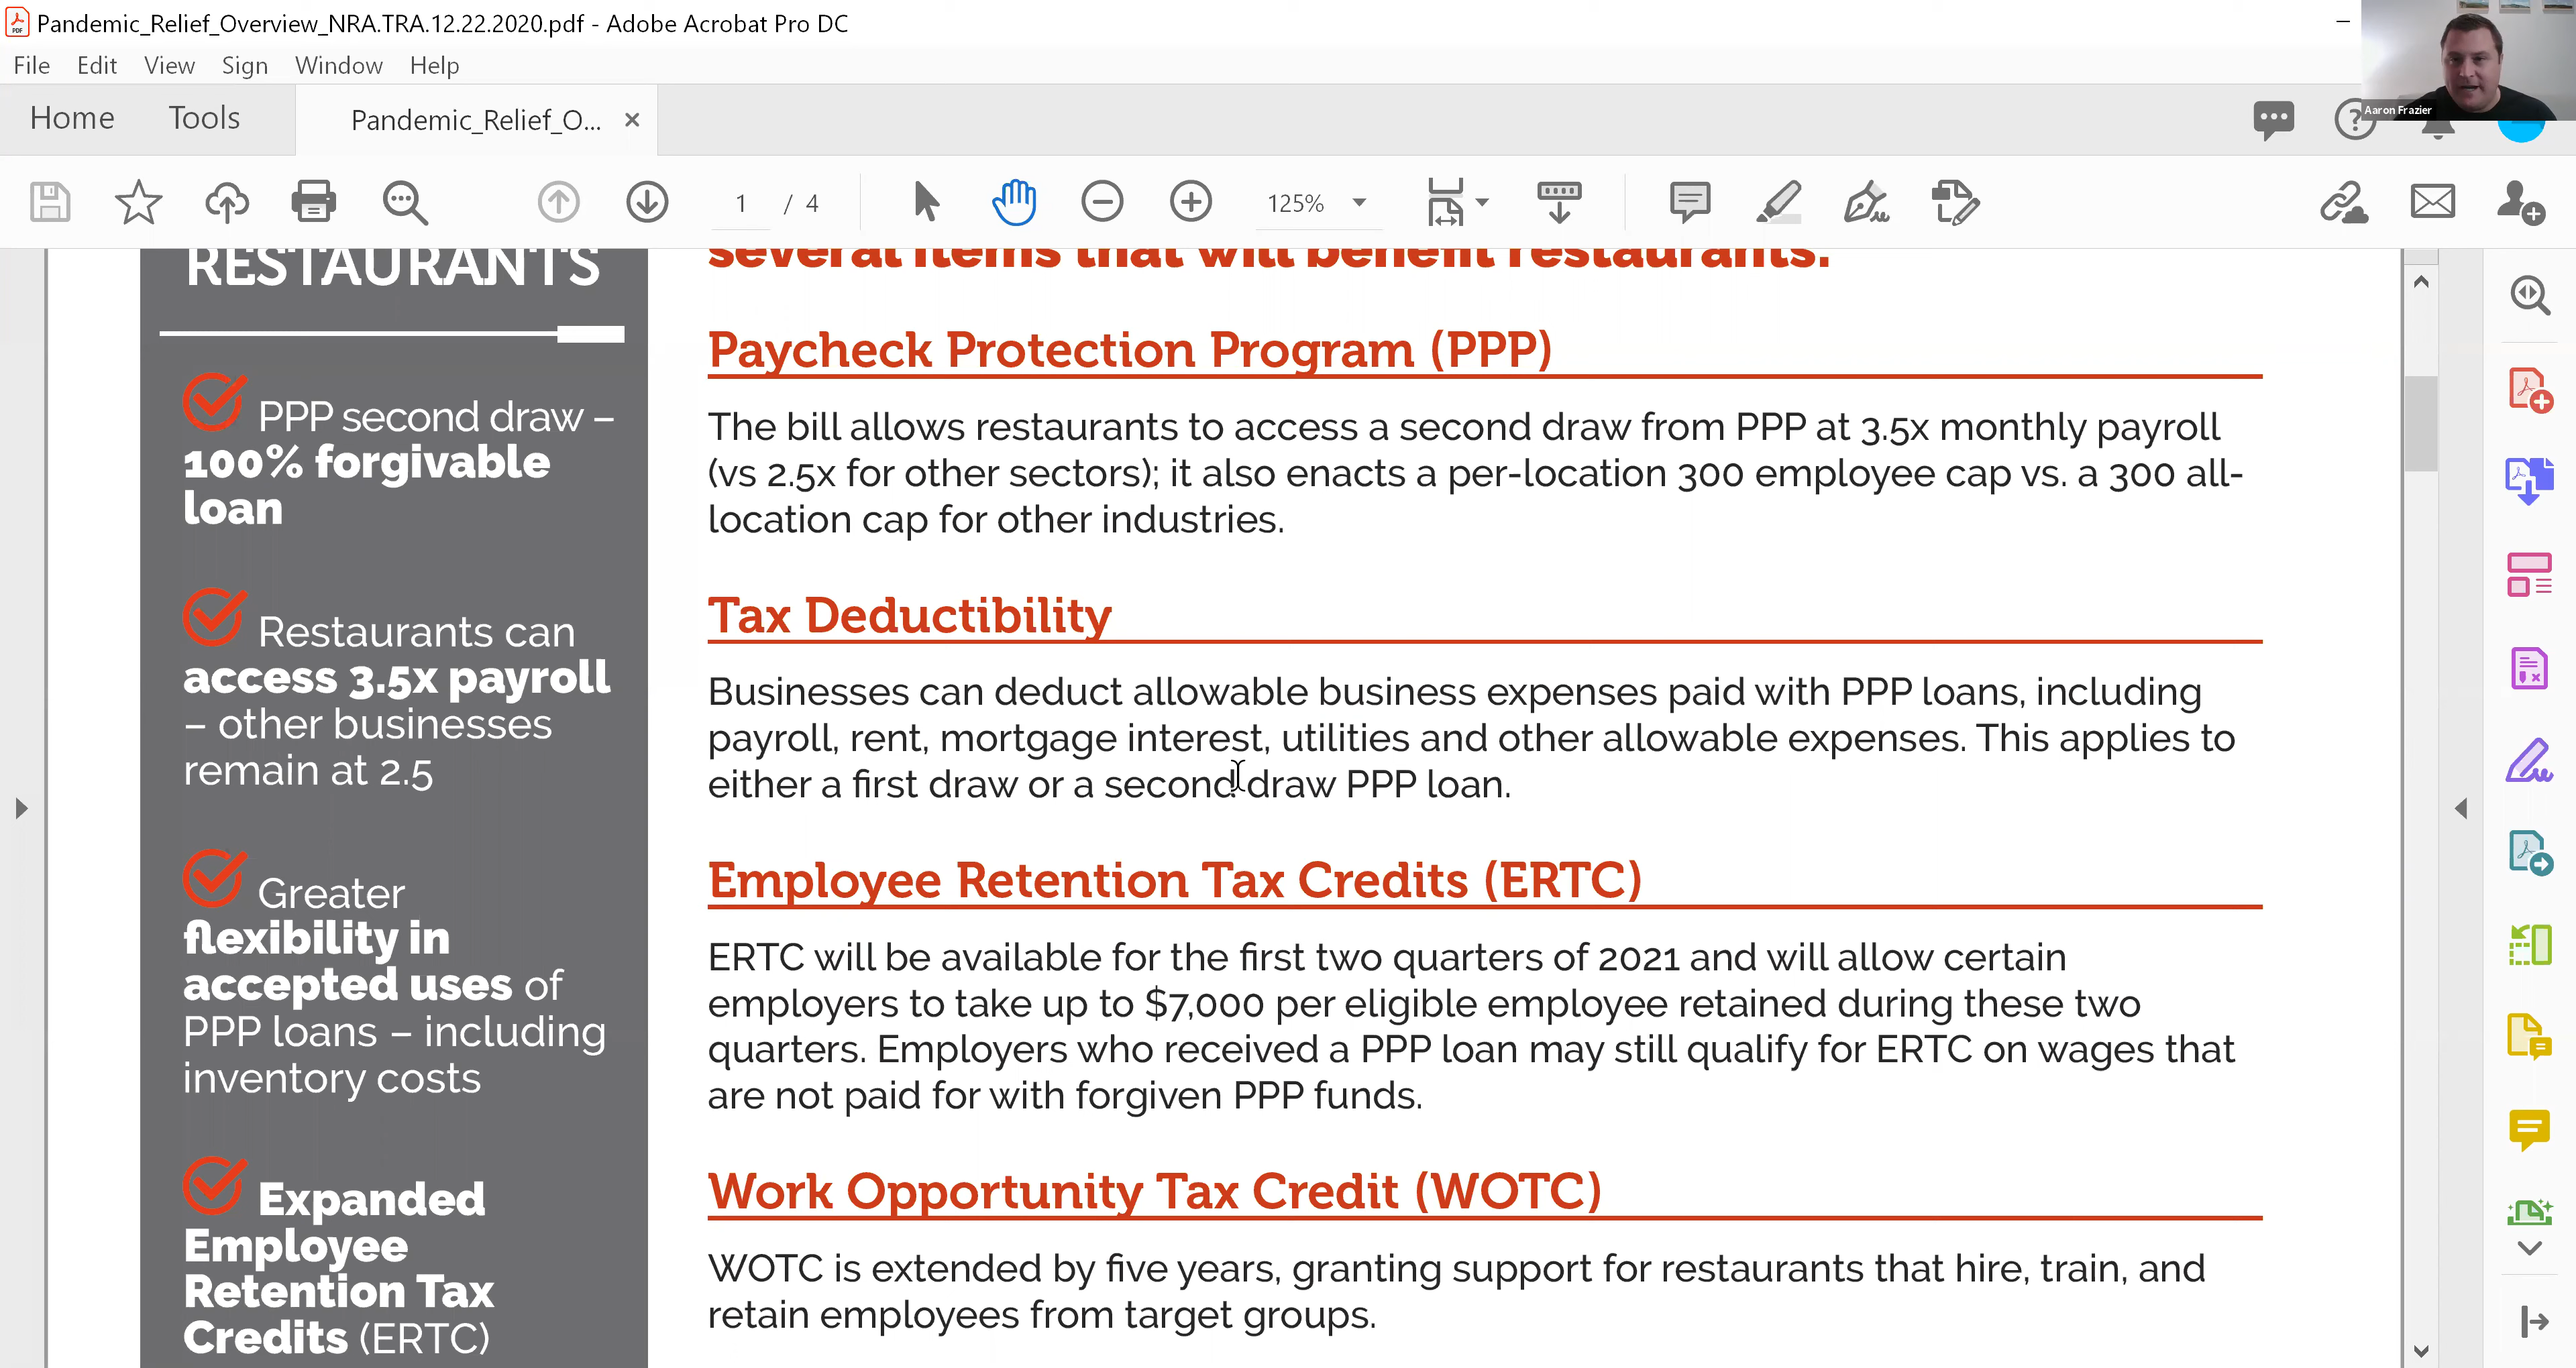 Pandemic_Relief_Overview_NRA.TRA.12.22.2020.pdf - Adobe Acrobat Pro DC
Aaron Frazier
File Edit View Sign Window Help
Home Tools Pandemic_Relief_O... ×
1 / 4 125%
RESTAURANTS
PPP second draw –
100% forgivable
loan
Restaurants can
access 3.5x payroll
– other businesses
remain at 2.5
Greater
flexibility in
accepted uses of
PPP loans – including
inventory costs
Expanded
Employee
Retention Tax
Credits (ERTC)
several items that will benefit restaurants.
Paycheck Protection Program (PPP)
The bill allows restaurants to access a second draw from PPP at 3.5x monthly payroll
(vs 2.5x for other sectors); it also enacts a per-location 300 employee cap vs. a 300 all-
location cap for other industries.
Tax Deductibility
Businesses can deduct allowable business expenses paid with PPP loans, including
payroll, rent, mortgage interest, utilities and other allowable expenses. This applies to
either a first draw or a second draw PPP loan.
Employee Retention Tax Credits (ERTC)
ERTC will be available for the first two quarters of 2021 and will allow certain
employers to take up to $7,000 per eligible employee retained during these two
quarters. Employers who received a PPP loan may still qualify for ERTC on wages that
are not paid for with forgiven PPP funds.
Work Opportunity Tax Credit (WOTC)
WOTC is extended by five years, granting support for restaurants that hire, train, and
retain employees from target groups.